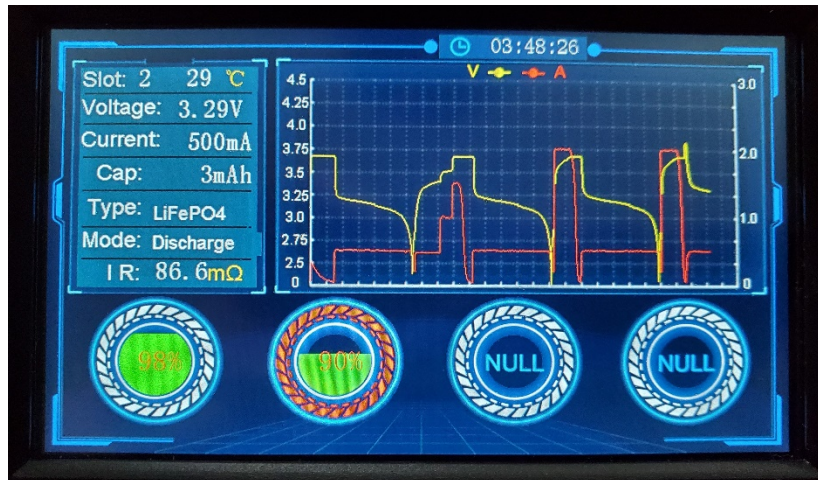 03:48:26
Slot: 2 29 ℃
Voltage: 3.29V
Current: 500mA
Cap: 3mAh
Type: LiFePO4
Mode: Discharge
IR: 86.6mΩ
V A
4.5
4.25
4.0
3.75
3.5
3.25
3.0
2.75
2.5
0
3.0
2.0
1.0
0
98%
90%
NULL
NULL